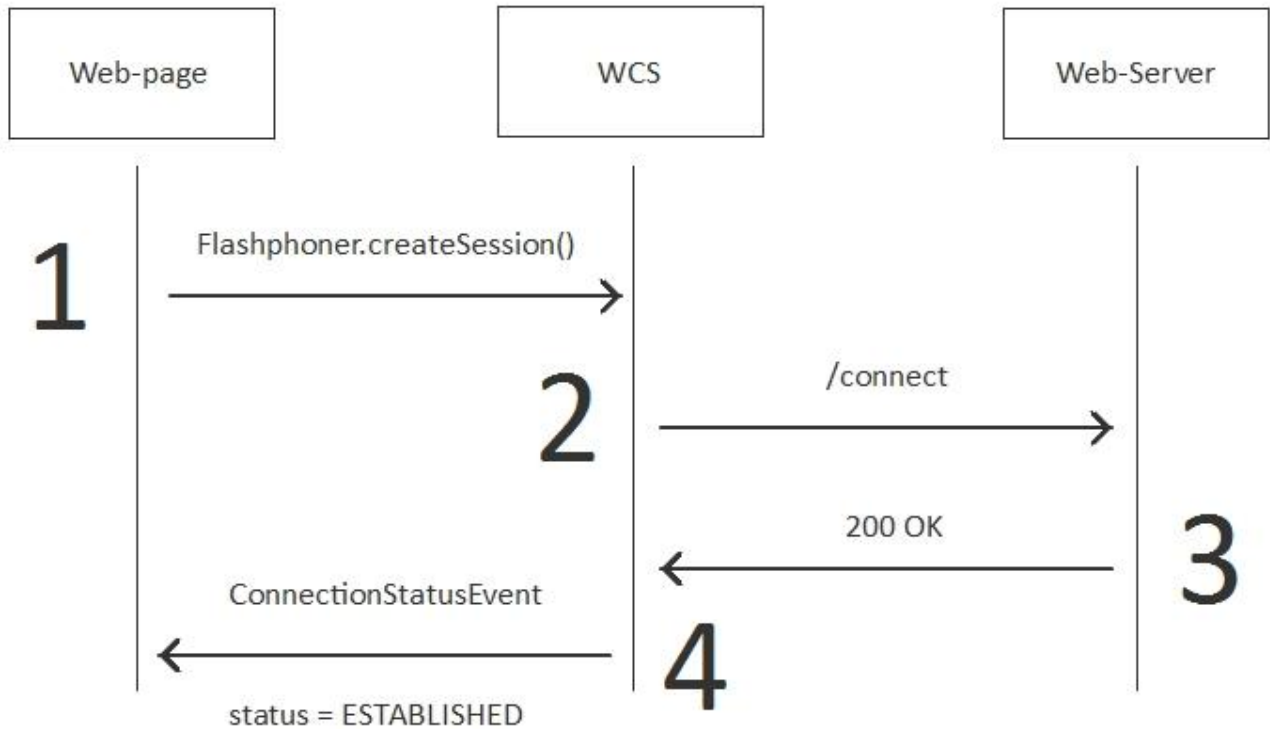 Web-page
WCS
Web-Server
1
Flashphoner.createSession()
2
/connect
200 OK
3
ConnectionStatusEvent
4
status = ESTABLISHED